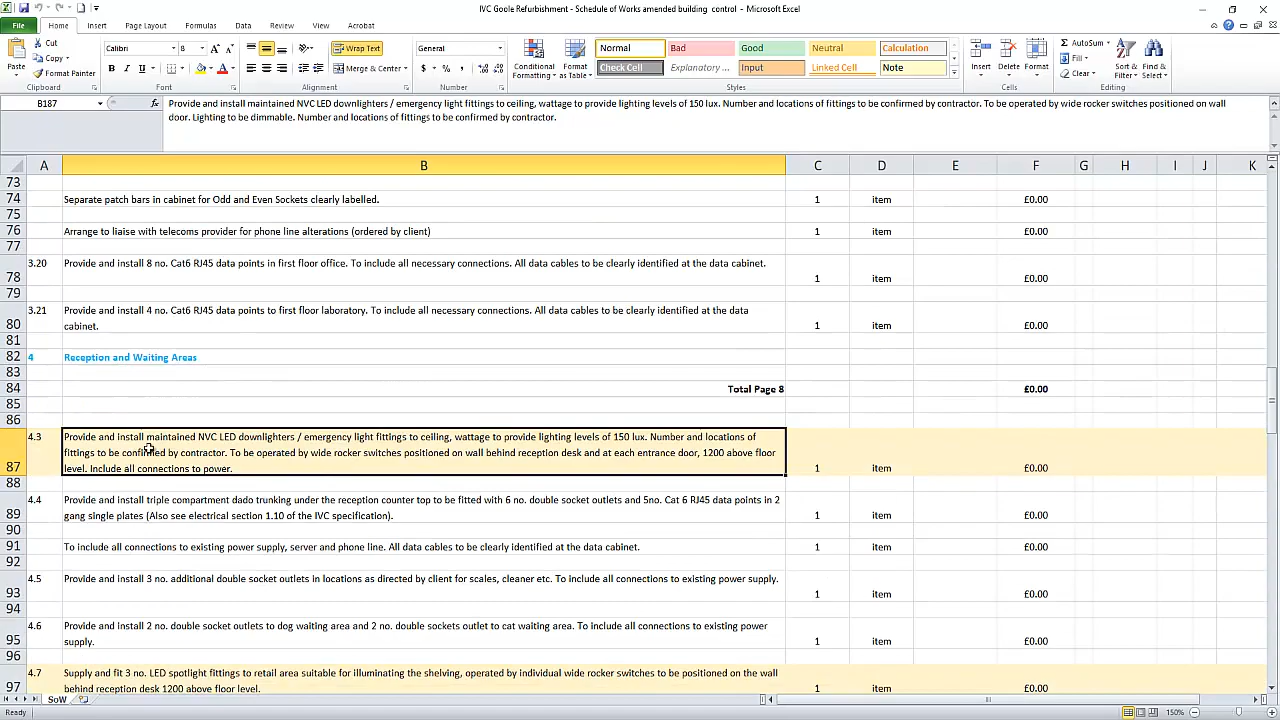 IVC Goole Refurbishment - Schedule of Works amended building control - Microsoft Excel
File Home Insert Page Layout Formulas Data Review View Acrobat
Paste
Cut
Copy
Format Painter
Clipboard
Calibri 8
B I U
Font
Wrap Text
Merge & Center
Alignment
General
Number
Conditional Formatting
Format as Table
Normal Bad Good Neutral Calculation
Check Cell Explanatory ... Input Linked Cell Note
Styles
Insert Delete Format
Cells
AutoSum
Fill
Clear
Sort & Filter
Find & Select
Editing
B187 fx Provide and install maintained NVC LED downlighters / emergency light fittings to ceiling, wattage to provide lighting levels of 150 lux. Number and locations of fittings to be confirmed by contractor. To be operated by wide rocker switches positioned on wall
door. Lighting to be dimmable. Number and locations of fittings to be confirmed by contractor.
A B C D E F G H I J K
73
74 Separate patch bars in cabinet for Odd and Even Sockets clearly labelled. 1 item £0.00
75
76 Arrange to liaise with telecoms provider for phone line alterations (ordered by client) 1 item £0.00
77
3.20 Provide and install 8 no. Cat6 RJ45 data points in first floor office. To include all necessary connections. All data cables to be clearly identified at the data cabinet.
78 1 item £0.00
79
3.21 Provide and install 4 no. Cat6 RJ45 data points to first floor laboratory. To include all necessary connections. All data cables to be clearly identified at the data
80 cabinet. 1 item £0.00
81
82 4 Reception and Waiting Areas
83
84 Total Page 8 £0.00
85
86
4.3 Provide and install maintained NVC LED downlighters / emergency light fittings to ceiling, wattage to provide lighting levels of 150 lux. Number and locations of
fittings to be confirmed by contractor. To be operated by wide rocker switches positioned on wall behind reception desk and at each entrance door, 1200 above floor
87 level. Include all connections to power. 1 item £0.00
88
4.4 Provide and install triple compartment dado trunking under the reception counter top to be fitted with 6 no. double socket outlets and 5no. Cat 6 RJ45 data points in 2
89 gang single plates (Also see electrical section 1.10 of the IVC specification). 1 item £0.00
90
91 To include all connections to existing power supply, server and phone line. All data cables to be clearly identified at the data cabinet. 1 item £0.00
92
4.5 Provide and install 3 no. additional double socket outlets in locations as directed by client for scales, cleaner etc. To include all connections to existing power supply.
93 1 item £0.00
94
4.6 Provide and install 2 no. double socket outlets to dog waiting area and 2 no. double sockets outlet to cat waiting area. To include all connections to existing power
95 supply. 1 item £0.00
96
4.7 Supply and fit 3 no. LED spotlight fittings to retail area suitable for illuminating the shelving, operated by individual wide rocker switches to be positioned on the wall
97 behind reception desk 1200 above floor level. 1 item £0.00
SoW
Ready 150%